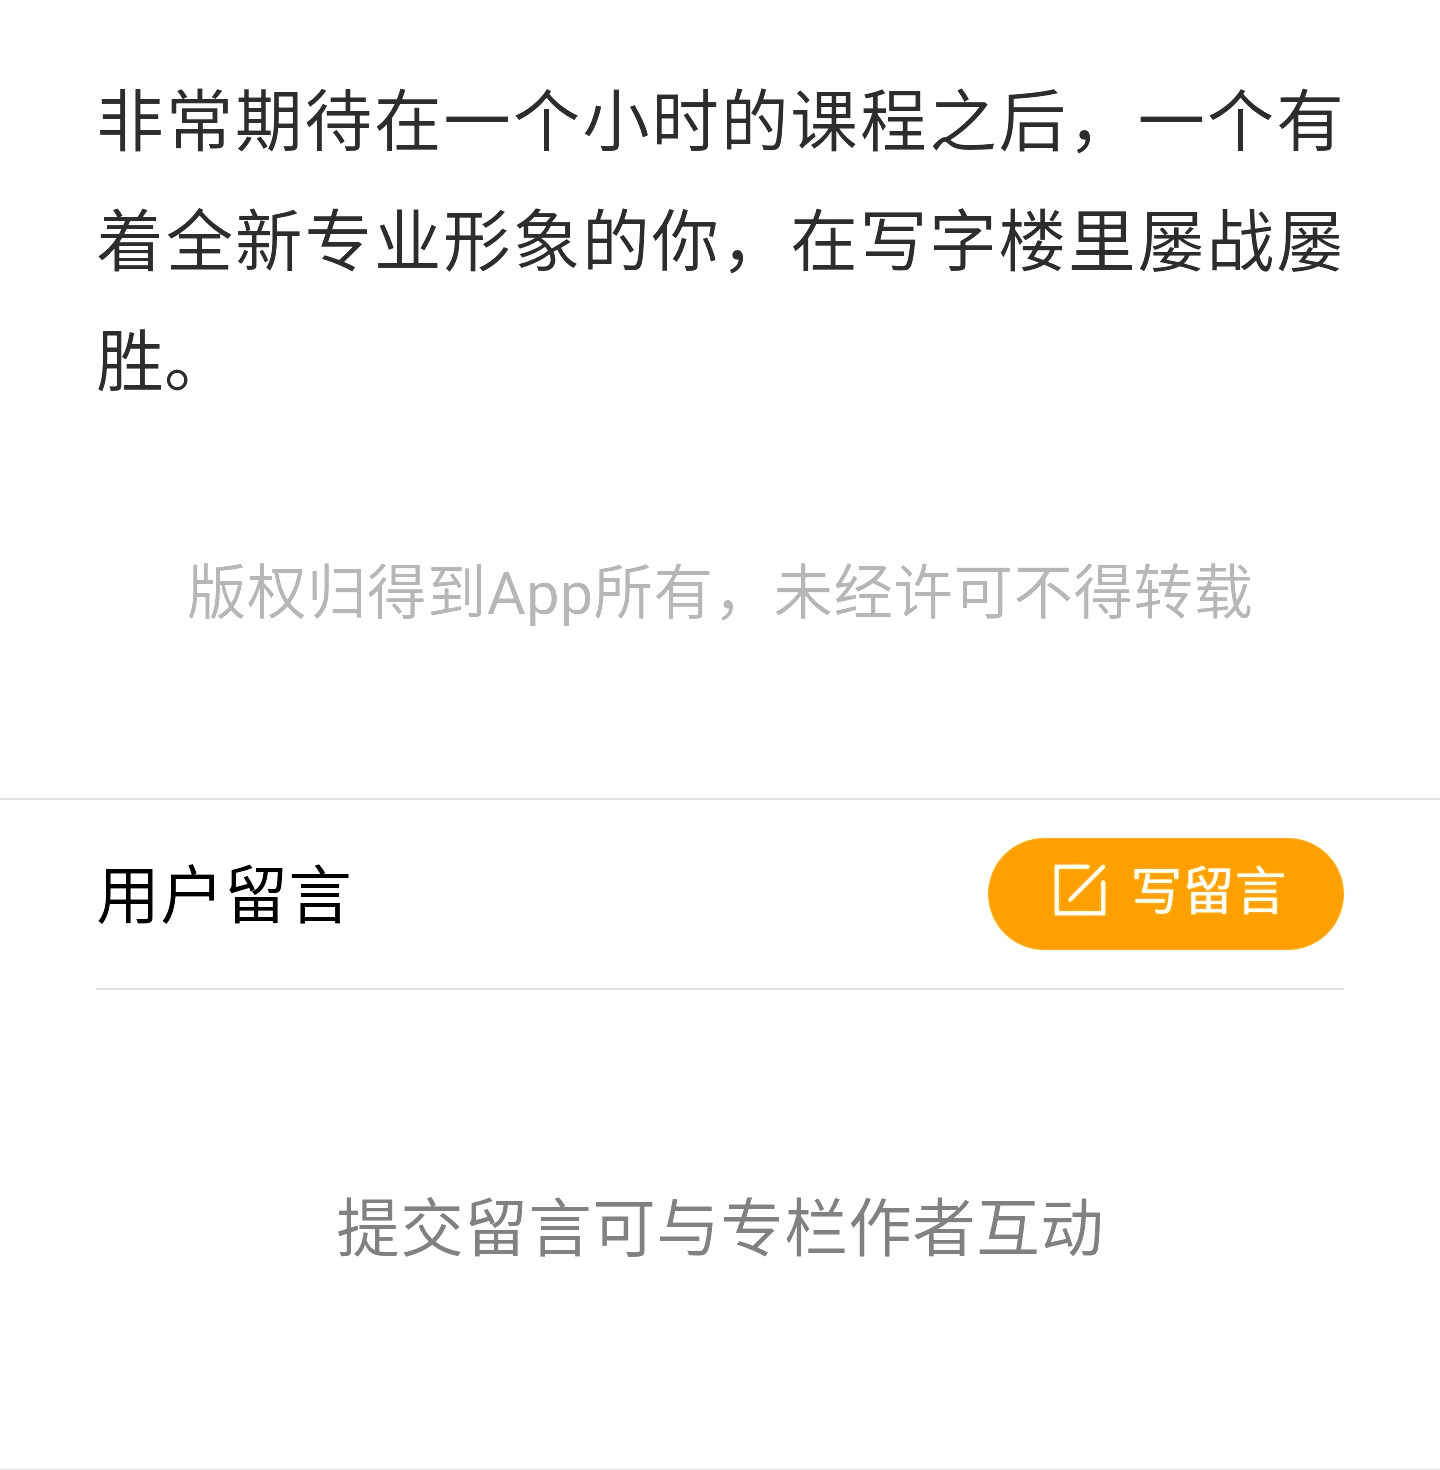 非常期待在一个小时的课程之后，一个有
着全新专业形象的你，在写字楼里屡战屡
胜。
版权归得到App所有，未经许可不得转载
用户留言
写留言
提交留言可与专栏作者互动